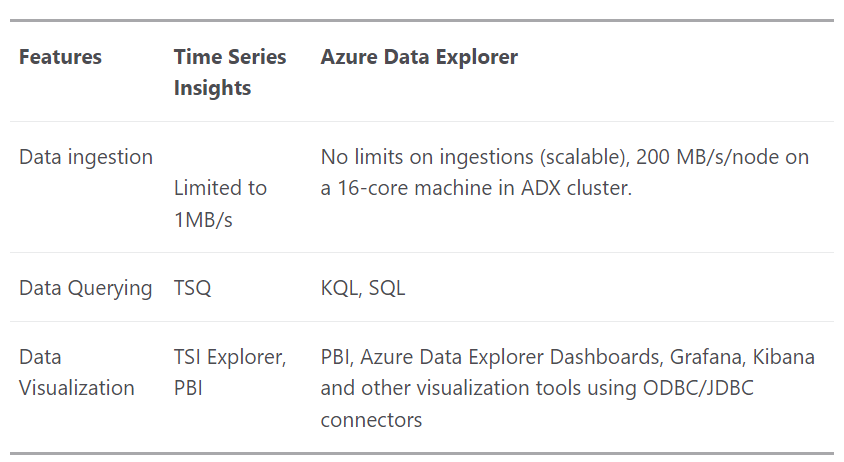 Features
Time Series
Insights
Azure Data Explorer
Data ingestion
Limited to
1MB/s
No limits on ingestions (scalable), 200 MB/s/node on
a 16-core machine in ADX cluster.
Data Querying
TSQ
KQL, SQL
Data
Visualization
TSI Explorer,
PBI
PBI, Azure Data Explorer Dashboards, Grafana, Kibana
and other visualization tools using ODBC/JDBC
connectors